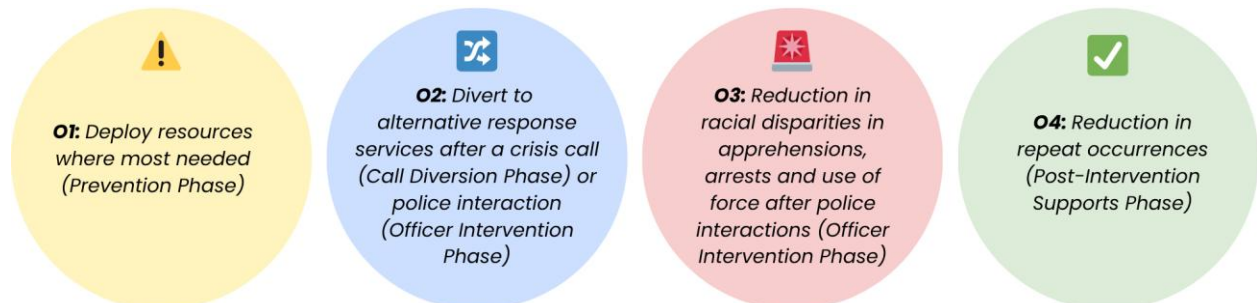 O1: Deploy resources
where most needed
(Prevention Phase)
O2: Divert to
alternative response
services after a crisis call
(Call Diversion Phase) or
police interaction
(Officer Intervention
Phase)
O3: Reduction in
racial disparities in
apprehensions,
arrests and use of
force after police
interactions (Officer
Intervention Phase)
O4: Reduction in
repeat occurrences
(Post-Intervention
Supports Phase)